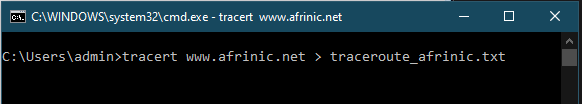 C:\WINDOWS\system32\cmd.exe - tracert www.afrinic.net
C:\Users\admin>tracert www.afrinic.net > traceroute_afrinic.txt